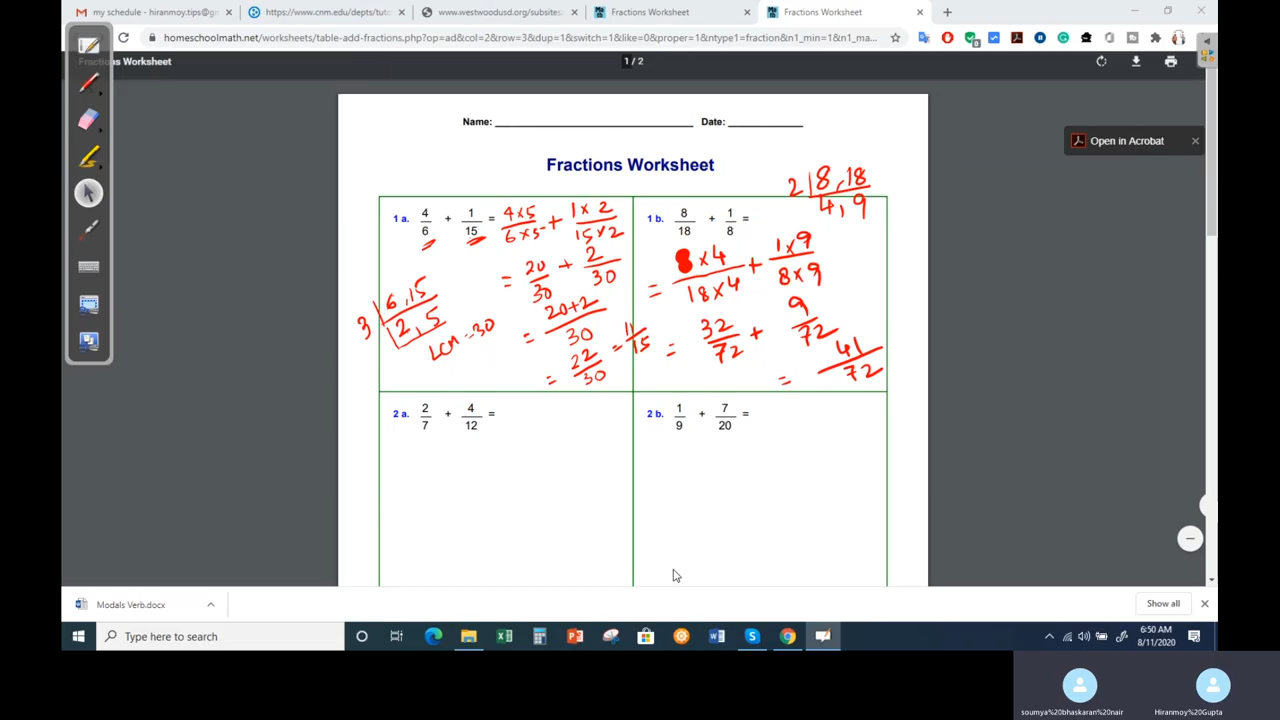 my schedule - hiranmoy.tips@gm
https://www.cnm.edu/depts/tuto
www.westwoodusd.org/subsites
Fractions Worksheet
Fractions Worksheet
homeschoolmath.net/worksheets/table-add-fractions.php?op=ad&col=2&row=3&dup=1&switch=1&like=0&proper=1&ntype1=fraction&n1_min=1&n1_ma...
Fractions Worksheet
1 / 2
Open in Acrobat
Name: Date:
Fractions Worksheet
2 | 8, 18
4, 9
1 a. 4/6 + 1/15 = 4×5/6×5 + 1×2/15×2
= 20/30 + 2/30
3 | 6, 15
2, 5
LCM - 30
= 20+2/30
= 22/30 = 11/15
1 b. 8/18 + 1/8 =
= 8×4/18×4 + 1×9/8×9
= 32/72 + 9/72
= 41/72
2 a. 2/7 + 4/12 =
2 b. 1/9 + 7/20 =
Modals Verb.docx
Show all
Type here to search
6:50 AM
8/11/2020
soumya%20bhaskaran%20nair
Hiranmoy%20Gupta